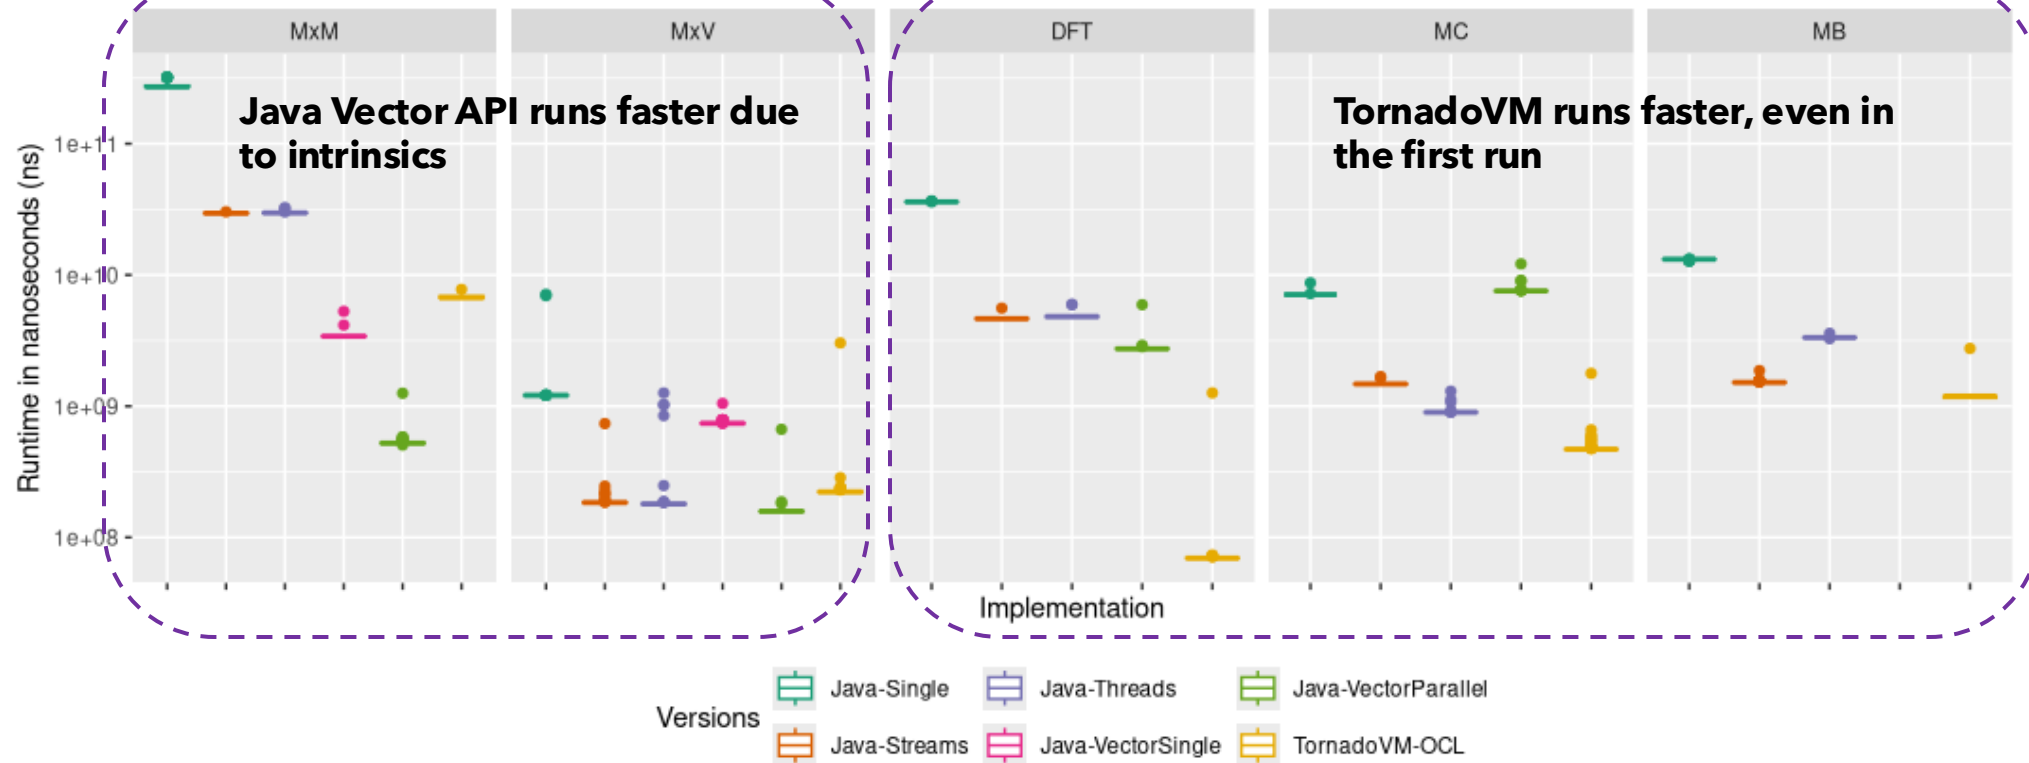 MxM MxV DFT MC MB
Java Vector API runs faster due
to intrinsics
TornadoVM runs faster, even in
the first run
Runtime in nanoseconds (ns)
1e+11
1e+10
1e+09
1e+08
Implementation
Versions
Java-Single Java-Threads Java-VectorParallel
Java-Streams Java-VectorSingle TornadoVM-OCL